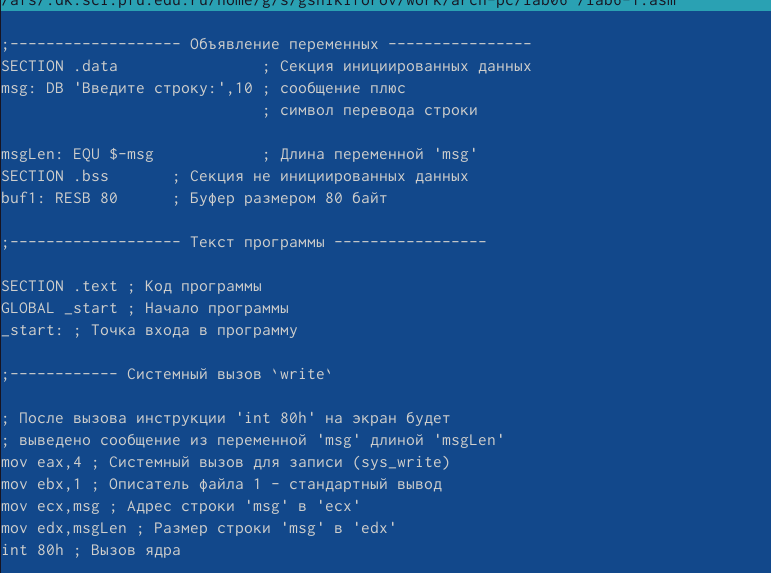 /afs/.dk.sci.pfu.edu.ru/home/g/s/gsnikiforov/work/arch-pc/lab06 /lab6-1.asm
;------------------- Объявление переменных ----------------
SECTION .data                ; Секция инициированных данных
msg: DB 'Введите строку:',10 ; сообщение плюс
                             ; символ перевода строки
msgLen: EQU $-msg            ; Длина переменной 'msg'
SECTION .bss       ; Секция не инициированных данных
buf1: RESB 80      ; Буфер размером 80 байт
;------------------- Текст программы -----------------
SECTION .text ; Код программы
GLOBAL _start ; Начало программы
_start: ; Точка входа в программу
;------------ Системный вызов `write`
; После вызова инструкции 'int 80h' на экран будет
; выведено сообщение из переменной 'msg' длиной 'msgLen'
mov eax,4 ; Системный вызов для записи (sys_write)
mov ebx,1 ; Описатель файла 1 - стандартный вывод
mov ecx,msg ; Адрес строки 'msg' в 'ecx'
mov edx,msgLen ; Размер строки 'msg' в 'edx'
int 80h ; Вызов ядра